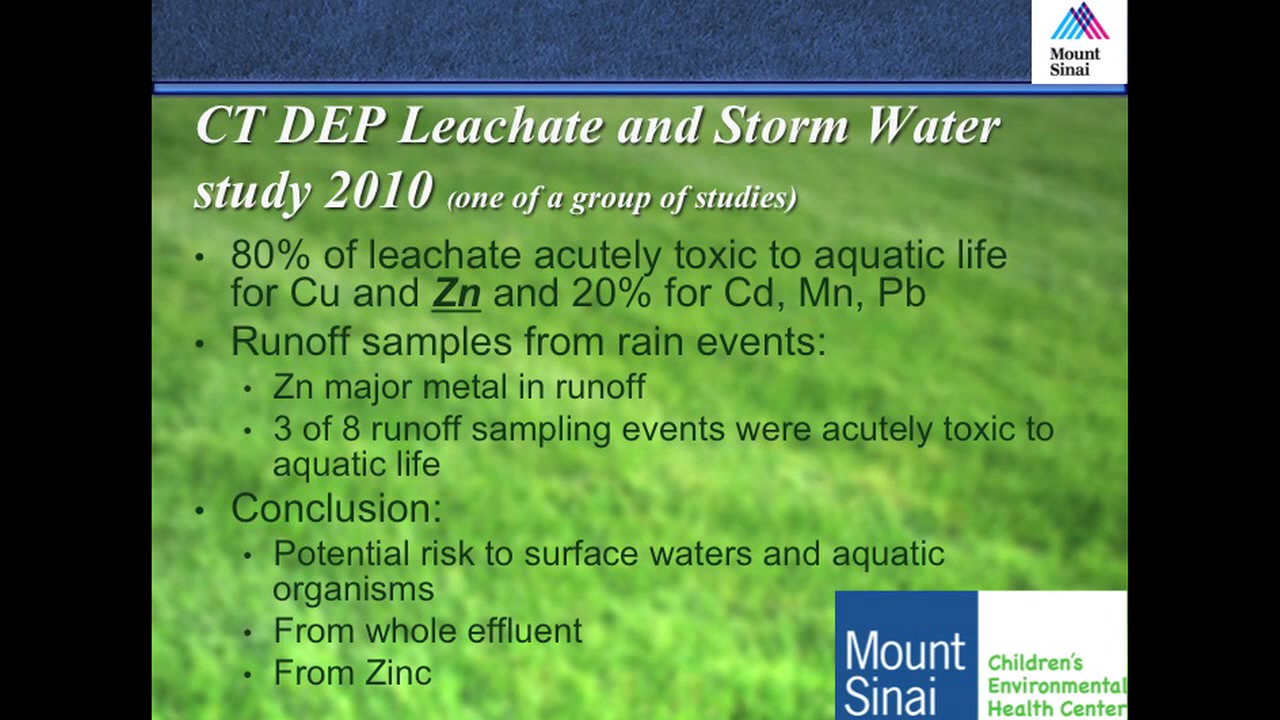 Mount
Sinai
CT DEP Leachate and Storm Water
study 2010 (one of a group of studies)
• 80% of leachate acutely toxic to aquatic life
for Cu and Zn and 20% for Cd, Mn, Pb
• Runoff samples from rain events:
• Zn major metal in runoff
• 3 of 8 runoff sampling events were acutely toxic to
aquatic life
• Conclusion:
• Potential risk to surface waters and aquatic
organisms
• From whole effluent
• From Zinc
Mount
Sinai
Children's
Environmental
Health Center